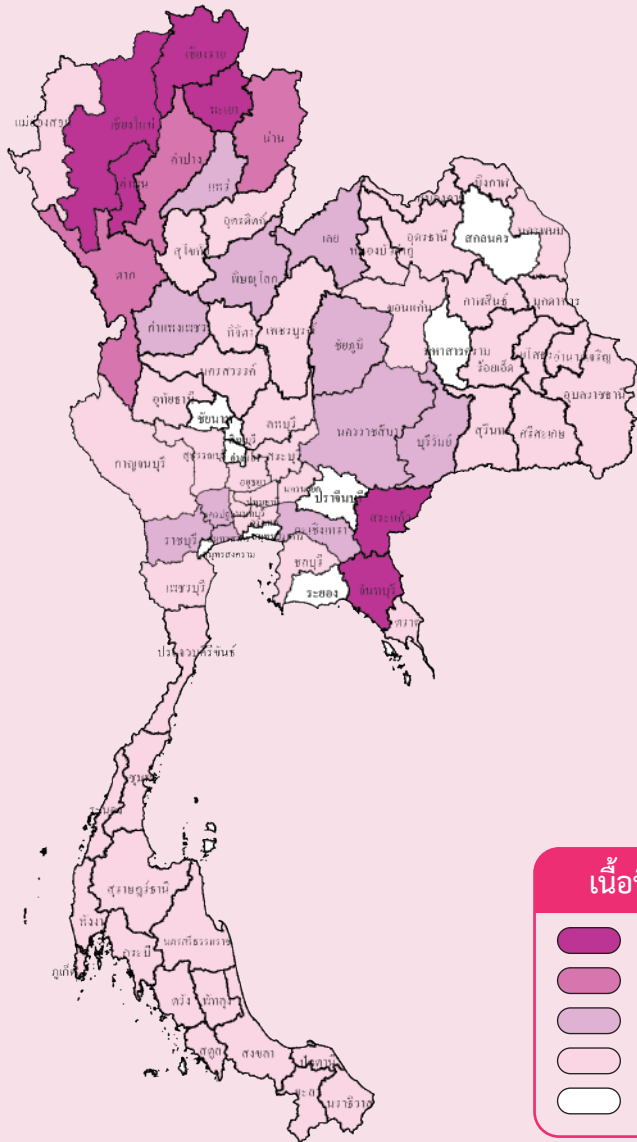 เชียงราย
พะเยา
เชียงใหม่
แม่ฮ่องสอน
น่าน
ลำปาง
แพร่
ลำพูน
อุตรดิตถ์
บึงกาฬ
นครพนม
เลย
อุดรธานี
สกลนคร
สุโขทัย
ตาก
พิษณุโลก
ขอนแก่น
กาฬสินธุ์
มุกดาหาร
กำแพงเพชร
พิจิตร
เพชรบูรณ์
ชัยภูมิ
มหาสารคาม
ร้อยเอ็ด
ยโสธร
อำนาจเจริญ
นครสวรรค์
อุบลราชธานี
อุทัยธานี
ชัยนาท
ลพบุรี
นครราชสีมา
บุรีรัมย์
สุรินทร์
ศรีสะเกษ
กาญจนบุรี
สุพรรณบุรี
สระบุรี
อยุธยา
ปราจีนบุรี
สระแก้ว
ฉะเชิงเทรา
ราชบุรี
ชลบุรี
เพชรบุรี
ระยอง
จันทบุรี
ตราด
ประจวบคีรีขันธ์
ชุมพร
ระนอง
สุราษฎร์ธานี
พังงา
นครศรีธรรมราช
กระบี่
ภูเก็ต
ตรัง
พัทลุง
สตูล
สงขลา
ปัตตานี
ยะลา
นราธิวาส